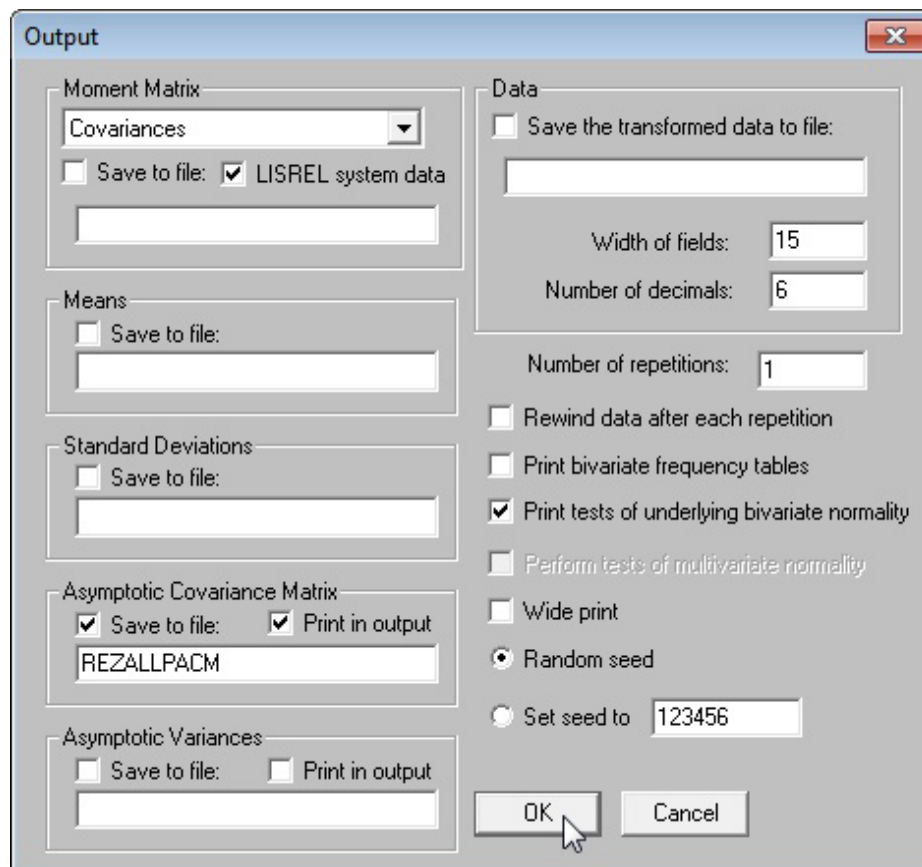 Output
Moment Matrix
Covariances
Save to file:
LISREL system data
Means
Save to file:
Standard Deviations
Save to file:
Asymptotic Covariance Matrix
Save to file:
Print in output
REZALLPACM
Asymptotic Variances
Save to file:
Print in output
Data
Save the transformed data to file:
Width of fields:
15
Number of decimals:
6
Number of repetitions:
1
Rewind data after each repetition
Print bivariate frequency tables
Print tests of underlying bivariate normality
Perform tests of multivariate normality
Wide print
Random seed
Set seed to
123456
OK
Cancel